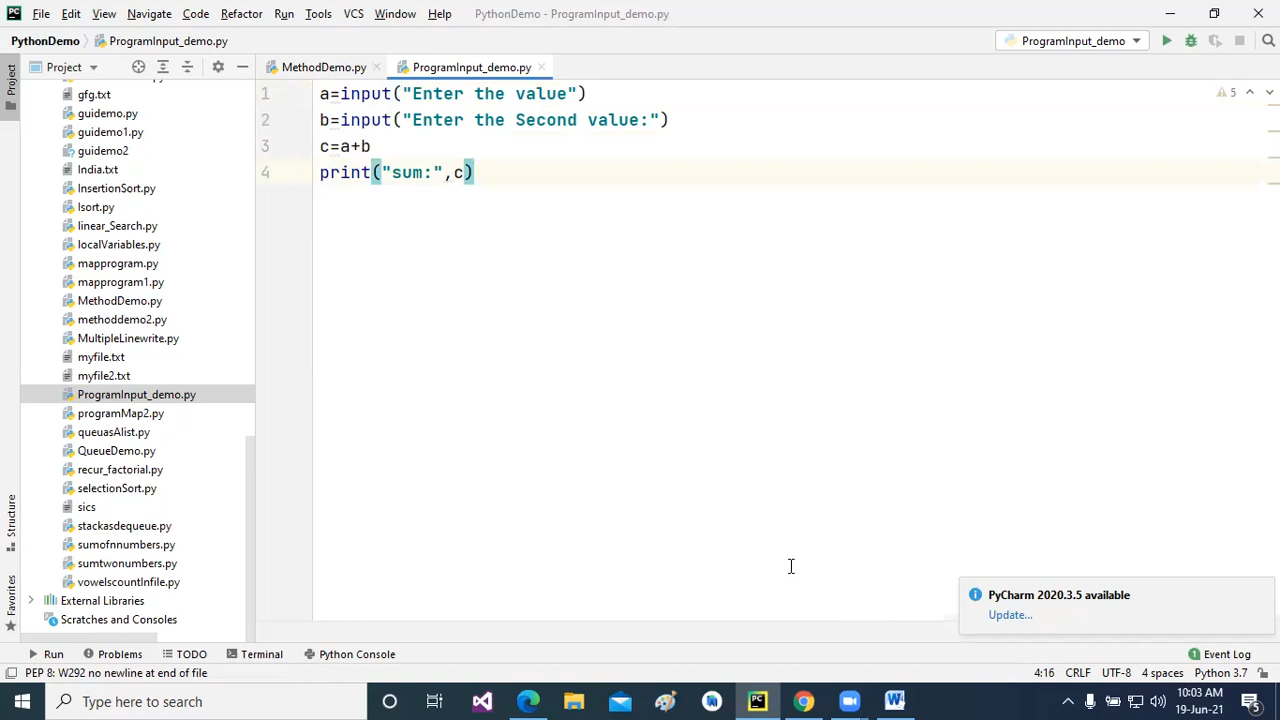 File Edit View Navigate Code Refactor Run Tools VCS Window Help PythonDemo - ProgramInput_demo.py
PythonDemo ProgramInput_demo.py ProgramInput_demo
Project MethodDemo.py ProgramInput_demo.py
Project
gfg.txt
guidemo.py
guidemo1.py
guidemo2
India.txt
InsertionSort.py
Isort.py
linear_Search.py
localVariables.py
mapprogram.py
mapprogram1.py
MethodDemo.py
methoddemo2.py
MultipleLinewrite.py
myfile.txt
myfile2.txt
ProgramInput_demo.py
programMap2.py
queuasAlist.py
QueueDemo.py
recur_factorial.py
selectionSort.py
sics
stackasdequeue.py
sumofnnumbers.py
sumtwonumbers.py
vowelscountInfile.py
External Libraries
Scratches and Consoles
Structure
Favorites
1 a=input("Enter the value")
2 b=input("Enter the Second value:")
3 c=a+b
4 print("sum:",c)
5
PyCharm 2020.3.5 available
Update...
Run Problems TODO Terminal Python Console Event Log
PEP 8: W292 no newline at end of file 4:16 CRLF UTF-8 4 spaces Python 3.7
Type here to search
10:03 AM
19-Jun-21
5